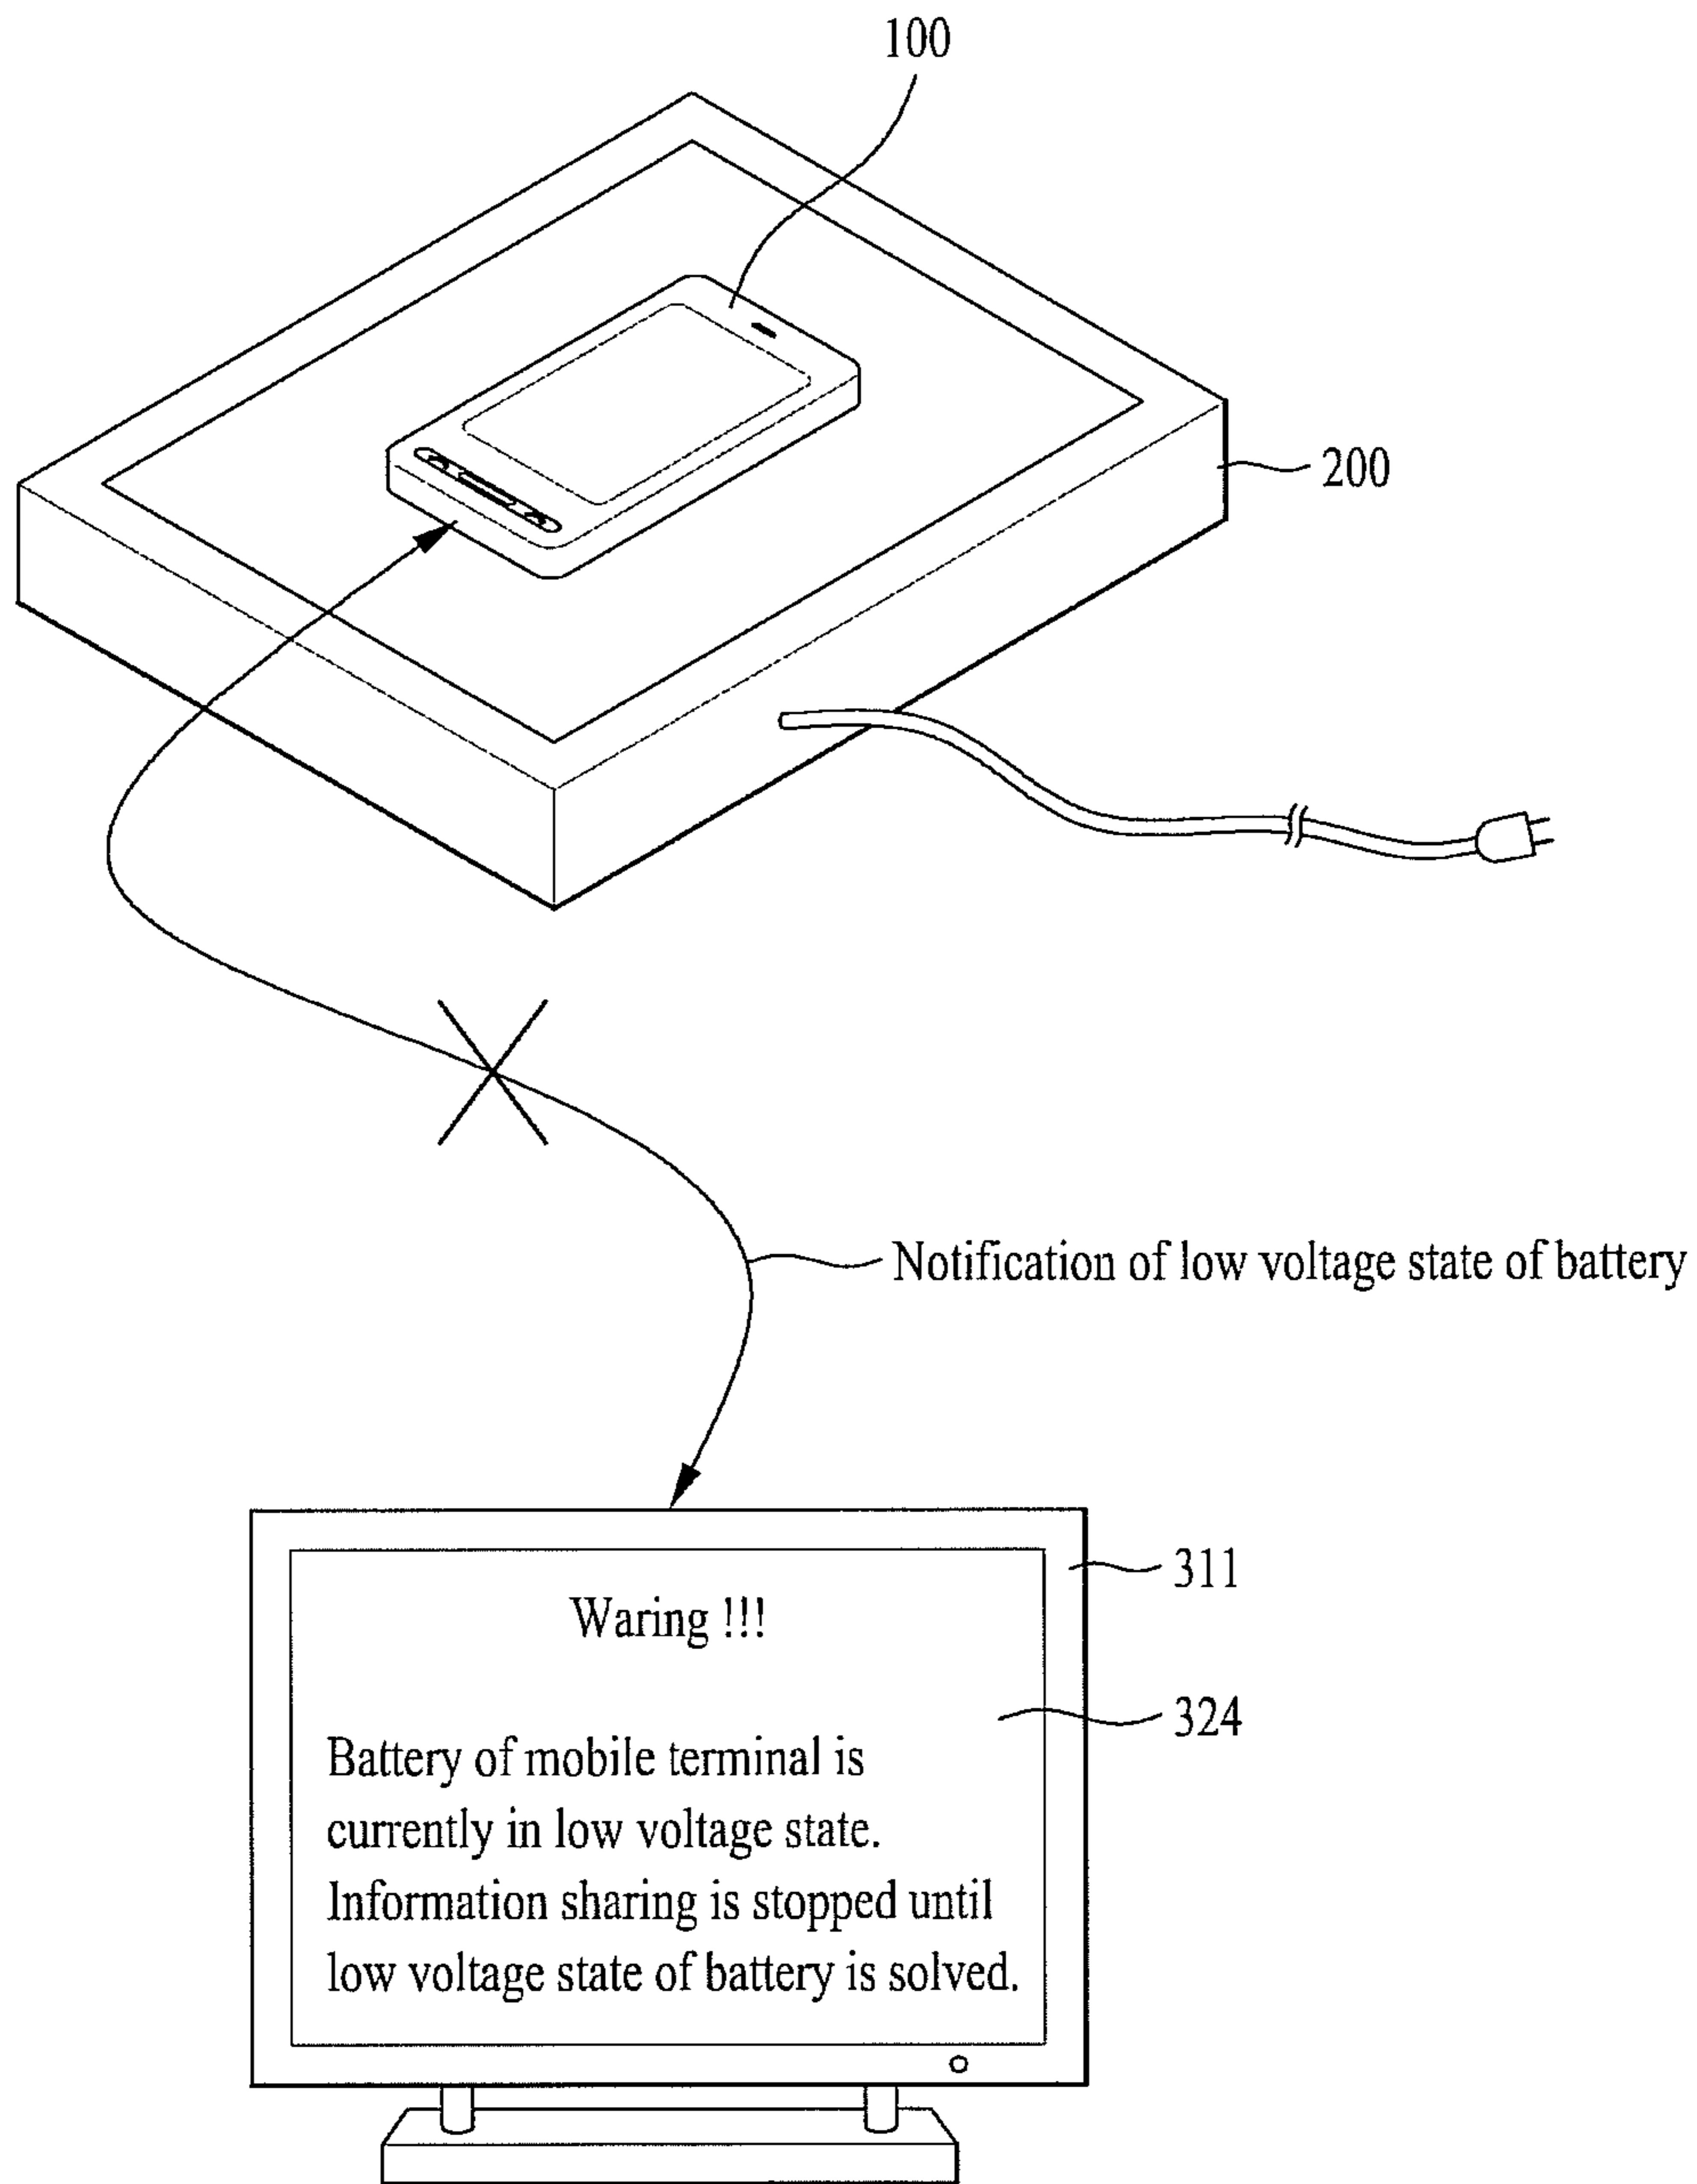 100
200
Notification of low voltage state of battery
311
Waring !!!
324
Battery of mobile terminal is
currently in low voltage state.
Information sharing is stopped until
low voltage state of battery is solved.